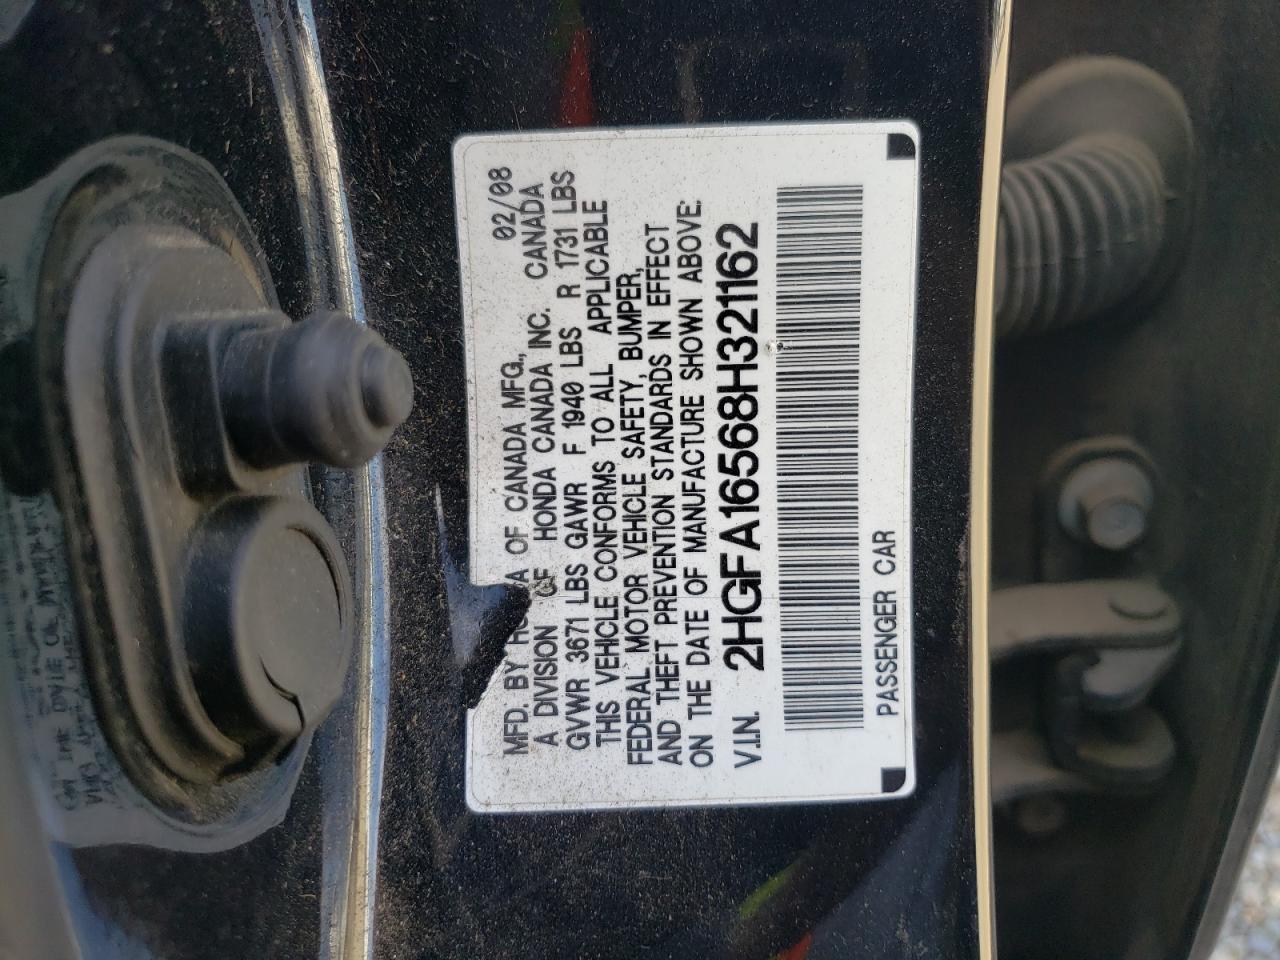 MFD. BY OF CANADA MFG., 02/08
A DIVISION OF HONDA CANADA INC. CANADA
GVWR 3671 LBS GAWR F 1940 LBS R 1731 LBS
THIS VEHICLE CONFORMS TO ALL APPLICABLE
FEDERAL MOTOR VEHICLE SAFETY, BUMPER,
AND THEFT PREVENTION STANDARDS IN EFFECT
ON THE DATE OF MANUFACTURE SHOWN ABOVE.
V.I.N. 2HGFA16568H321162
PASSENGER CAR